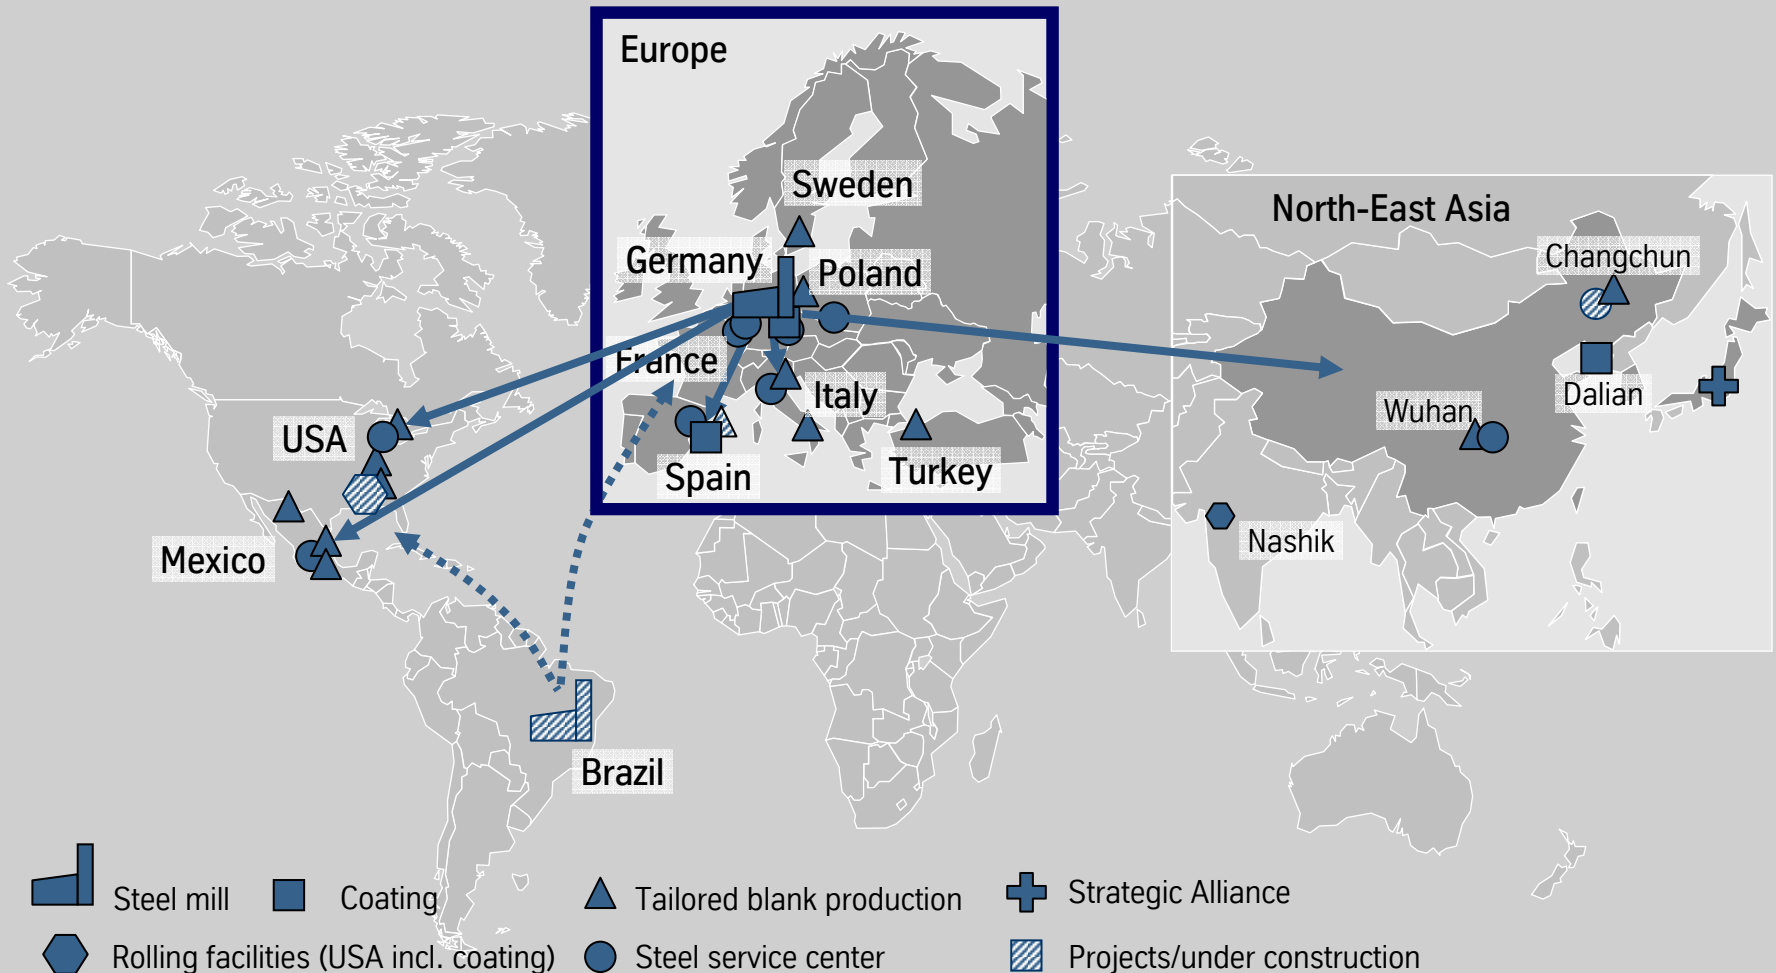 Europe
Sweden
North-East Asia
Germany
Poland
Changchun
France
Italy
Dalian
USA
Wuhan
Spain
Turkey
Nashik
Mexico
Brazil
Steel mill
Coating
Tailored blank production
Strategic Alliance
Rolling facilities (USA incl. coating)
Steel service center
Projects/under construction